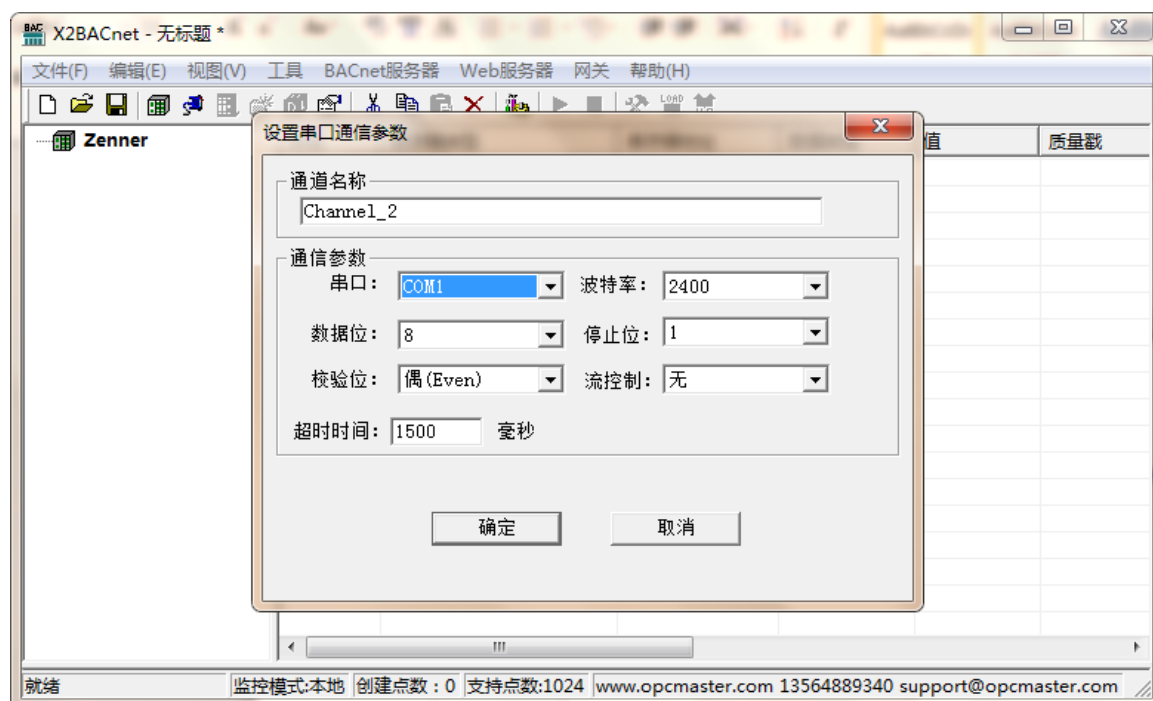 X2BACnet - 无标题 *
文件(F) 编辑(E) 视图(V) 工具 BACnet服务器 Web服务器 网关 帮助(H)
LOAD
Zenner
值 质量戳
设置串口通信参数
通道名称
Channel_2
通信参数
串口: COM1 波特率: 2400
数据位: 8 停止位: 1
校验位: 偶(Even) 流控制: 无
超时时间: 1500 毫秒
确定 取消
就绪 监控模式:本地 创建点数:0 支持点数:1024 www.opcmaster.com 13564889340 support@opcmaster.com